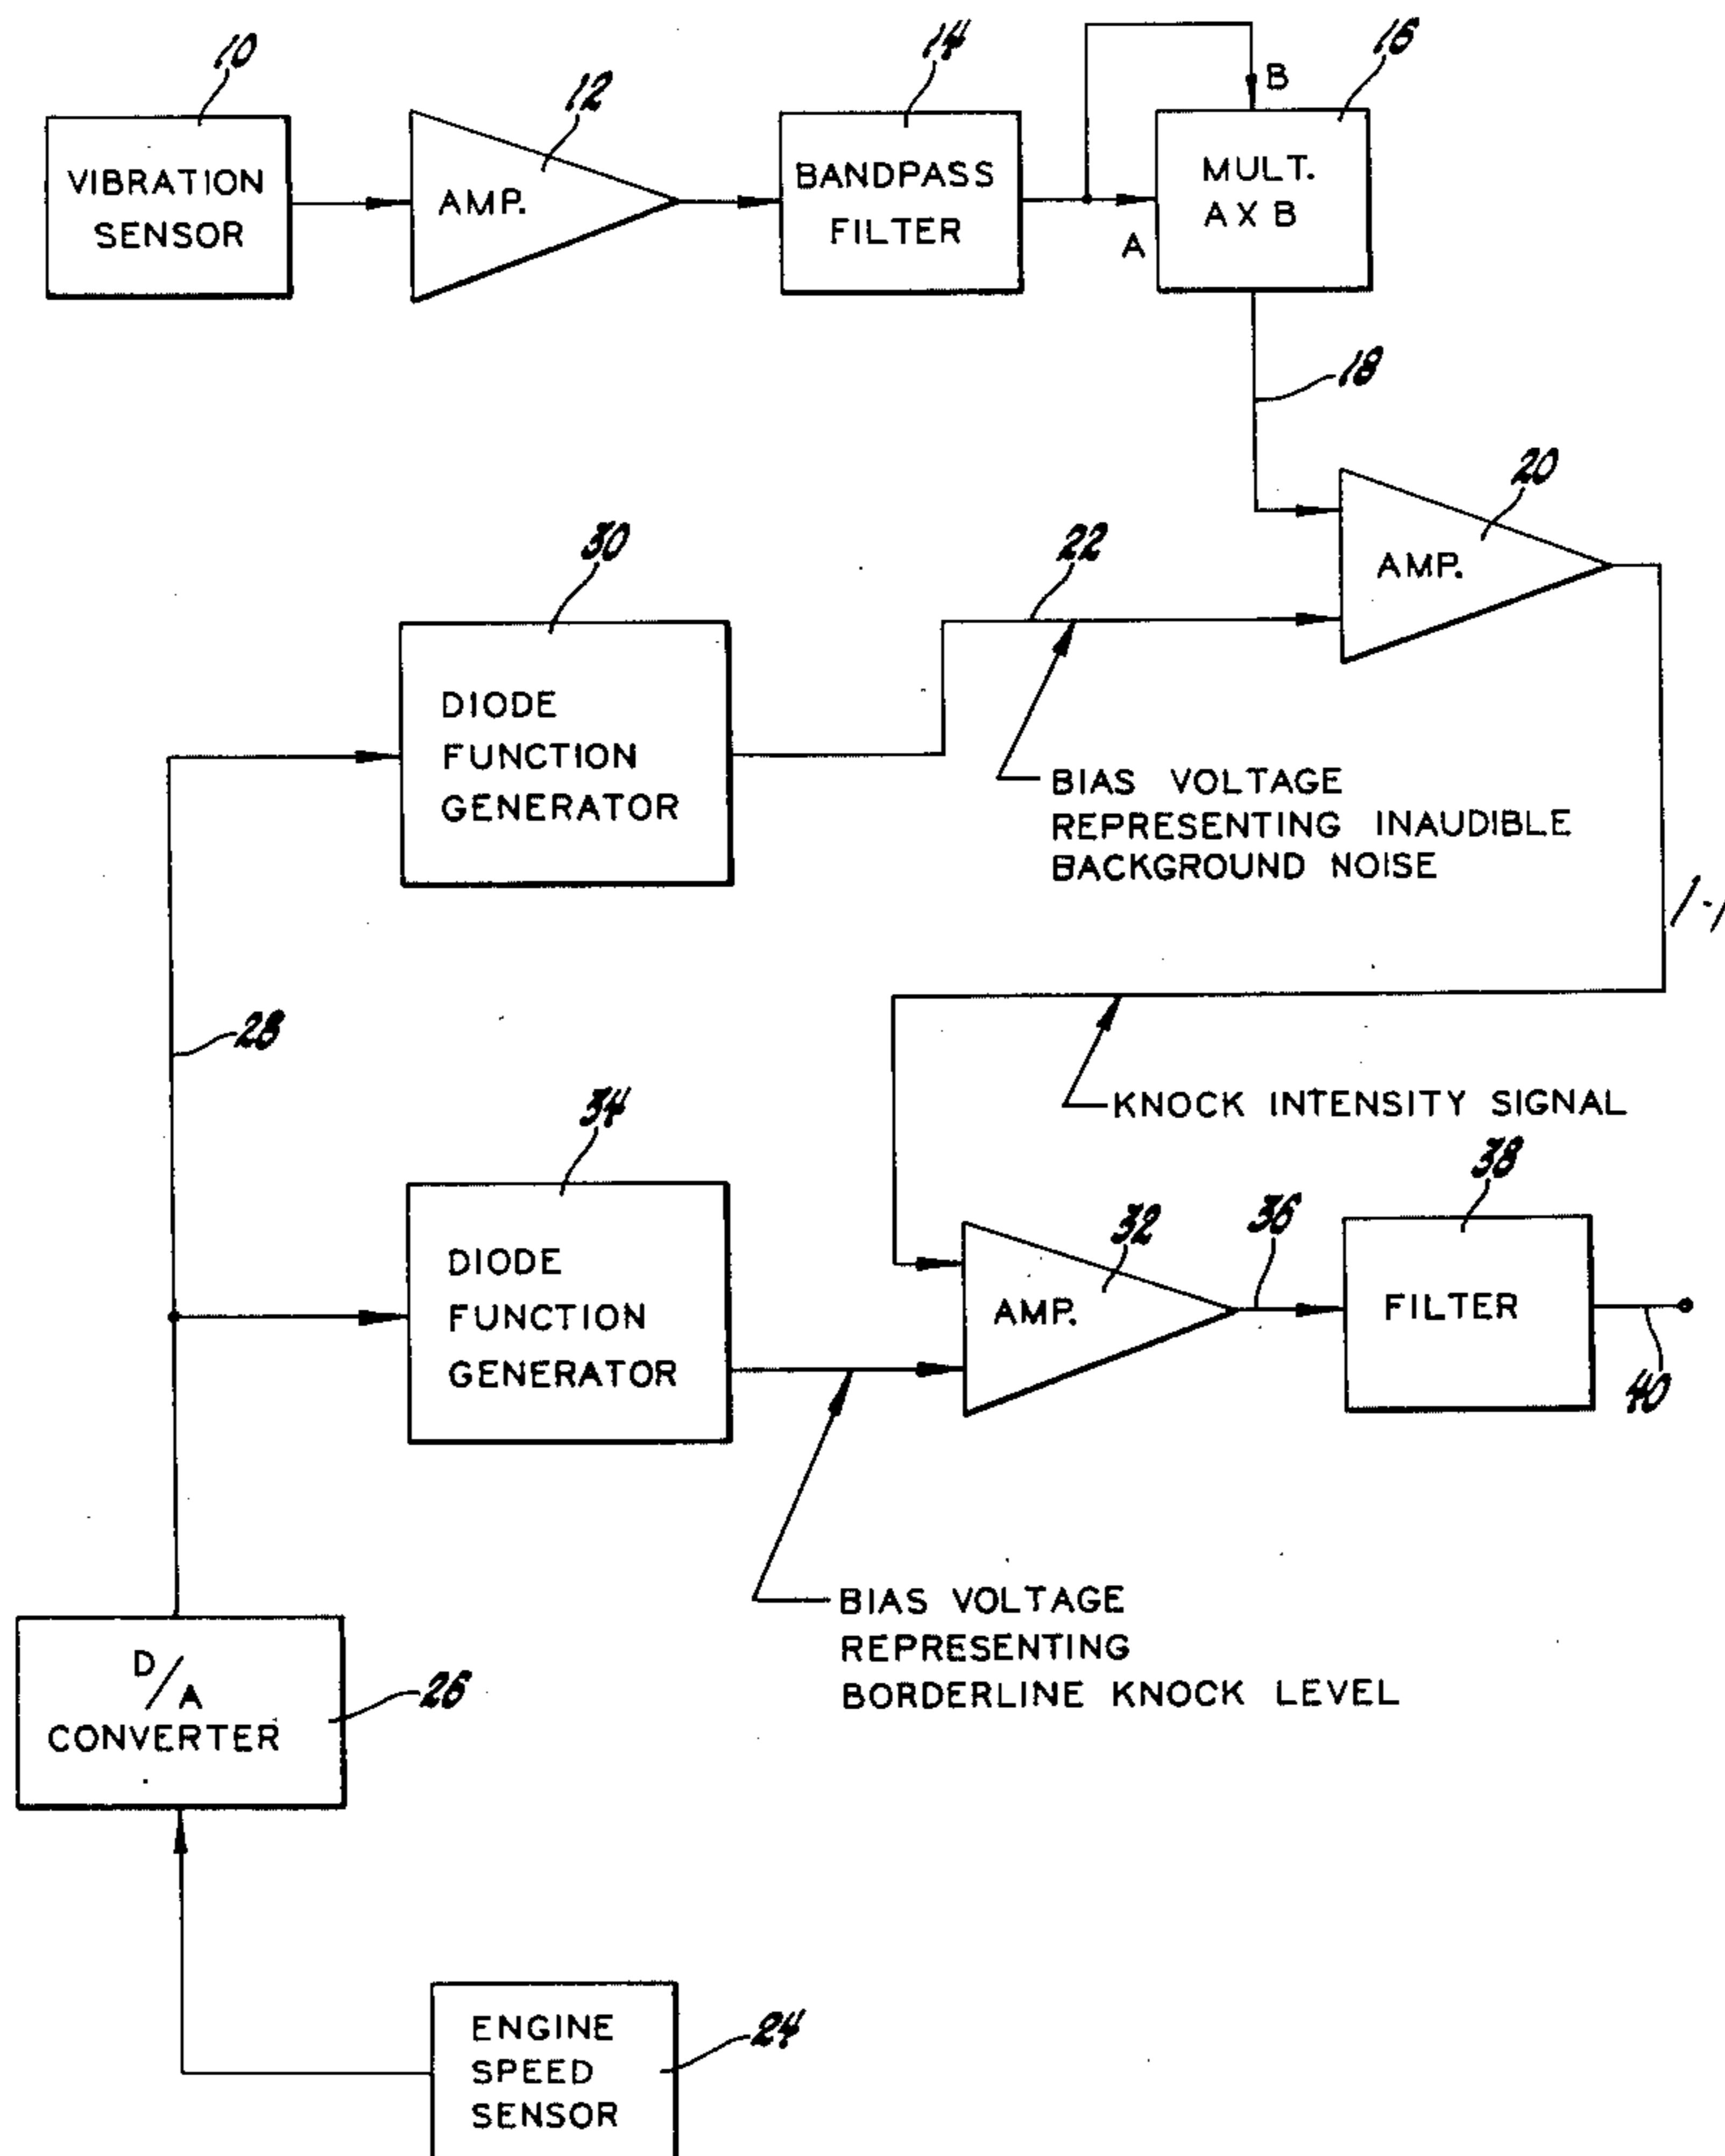 10
12
14
16
B
VIBRATION
SENSOR
AMP.
BANDPASS
FILTER
A
MULT.
A X B
18
20
AMP.
30
22
DIODE
FUNCTION
GENERATOR
BIAS VOLTAGE
REPRESENTING INAUDIBLE
BACKGROUND NOISE
28
KNOCK INTENSITY SIGNAL
34
DIODE
FUNCTION
GENERATOR
32
AMP.
36
38
FILTER
40
BIAS VOLTAGE
REPRESENTING
BORDERLINE KNOCK LEVEL
D/A
CONVERTER
26
ENGINE
SPEED
SENSOR
24